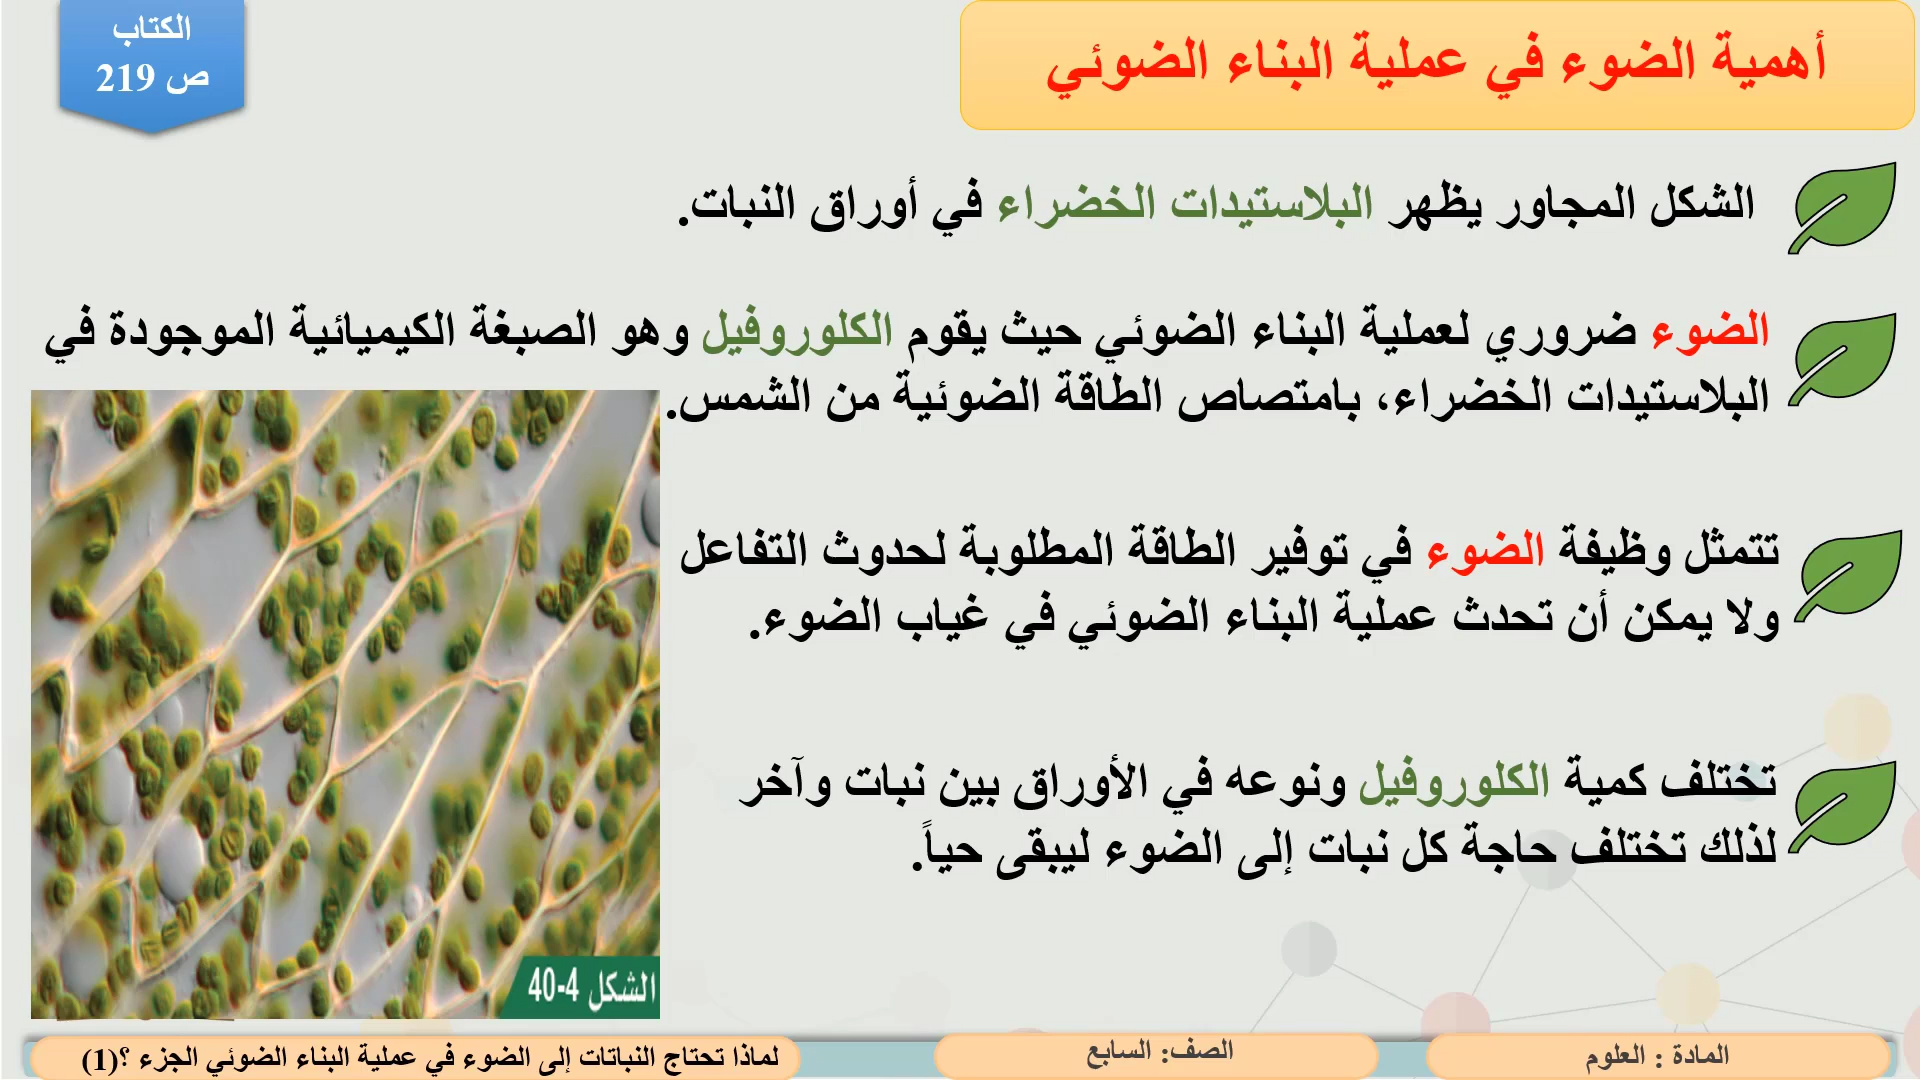 أهمية الضوء في عملية البناء الضوئي
الكتاب
ص 219
الشكل المجاور يظهر البلاستيدات الخضراء في أوراق النبات.
الضوء ضروري لعملية البناء الضوئي حيث يقوم الكلوروفيل وهو الصبغة الكيميائية الموجودة في
البلاستيدات الخضراء، بامتصاص الطاقة الضوئية من الشمس.
تتمثل وظيفة الضوء في توفير الطاقة المطلوبة لحدوث التفاعل
ولا يمكن أن تحدث عملية البناء الضوئي في غياب الضوء.
تختلف كمية الكلوروفيل ونوعه في الأوراق بين نبات وآخر
لذلك تختلف حاجة كل نبات إلى الضوء ليبقى حياً.
الشكل 4-40
المادة : العلوم
الصف: السابع
لماذا تحتاج النباتات إلى الضوء في عملية البناء الضوئي الجزء ؟(1)